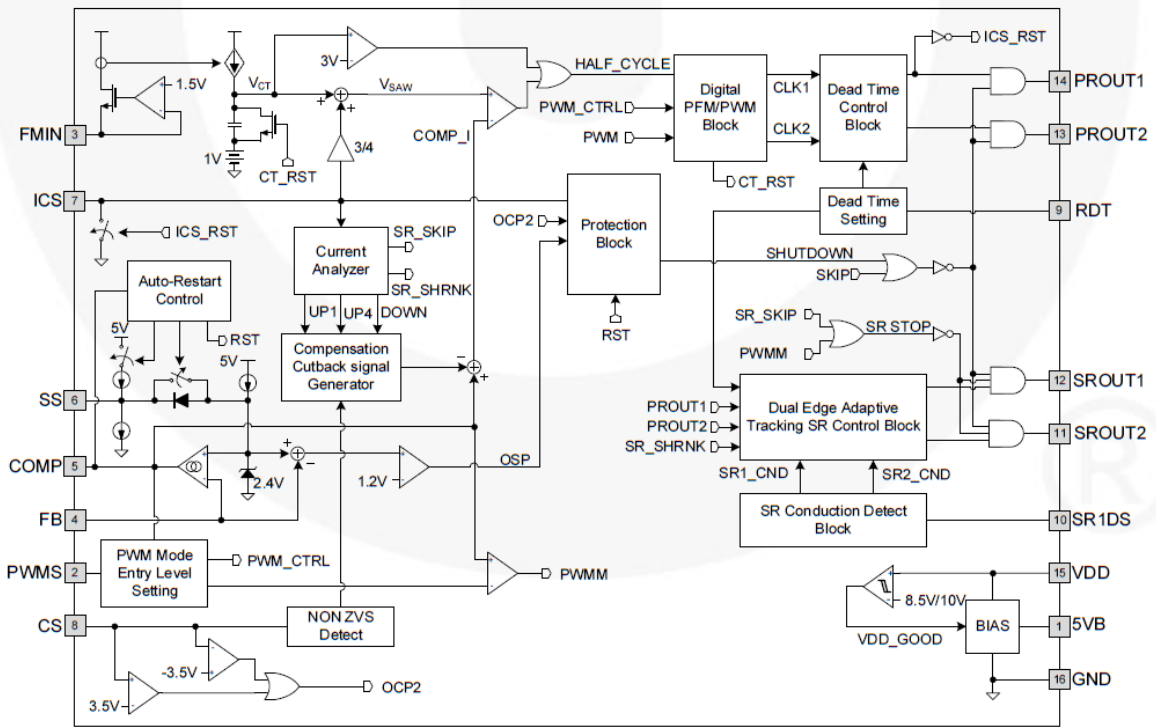 ICS_RST
1.5V
3V
VCT
VSAW
HALF_CYCLE
PROUT1
14
FMIN
3
PWM_CTRL
PWM
Digital
PFM/PWM
Block
CLK1
CLK2
Dead Time
Control
Block
PROUT2
13
COMP_I
1V
CT_RST
3/4
CT_RST
ICS
7
ICS_RST
OCP2
Protection
Block
Dead Time
Setting
RDT
9
Current
Analyzer
SR_SKIP
SR_SHRNK
SHUTDOWN
SKIP
Auto-Restart
Control
UP1
UP4
DOWN
RST
RST
SR_SKIP
PWMM
SR STOP
5V
5V
Compensation
Cutback signal
Generator
SS
6
SROUT1
12
PROUT1
PROUT2
SR_SHRNK
Dual Edge Adaptive
Tracking SR Control Block
SROUT2
11
COMP
5
2.4V
1.2V
OSP
SR1_CND
SR2_CND
FB
4
SR Conduction Detect
Block
SR1DS
10
PWMS
2
PWM Mode
Entry Level
Setting
PWM_CTRL
PWMM
VDD
15
8.5V/10V
CS
8
NON ZVS
Detect
VDD_GOOD
BIAS
5VB
1
-3.5V
3.5V
OCP2
GND
16
®